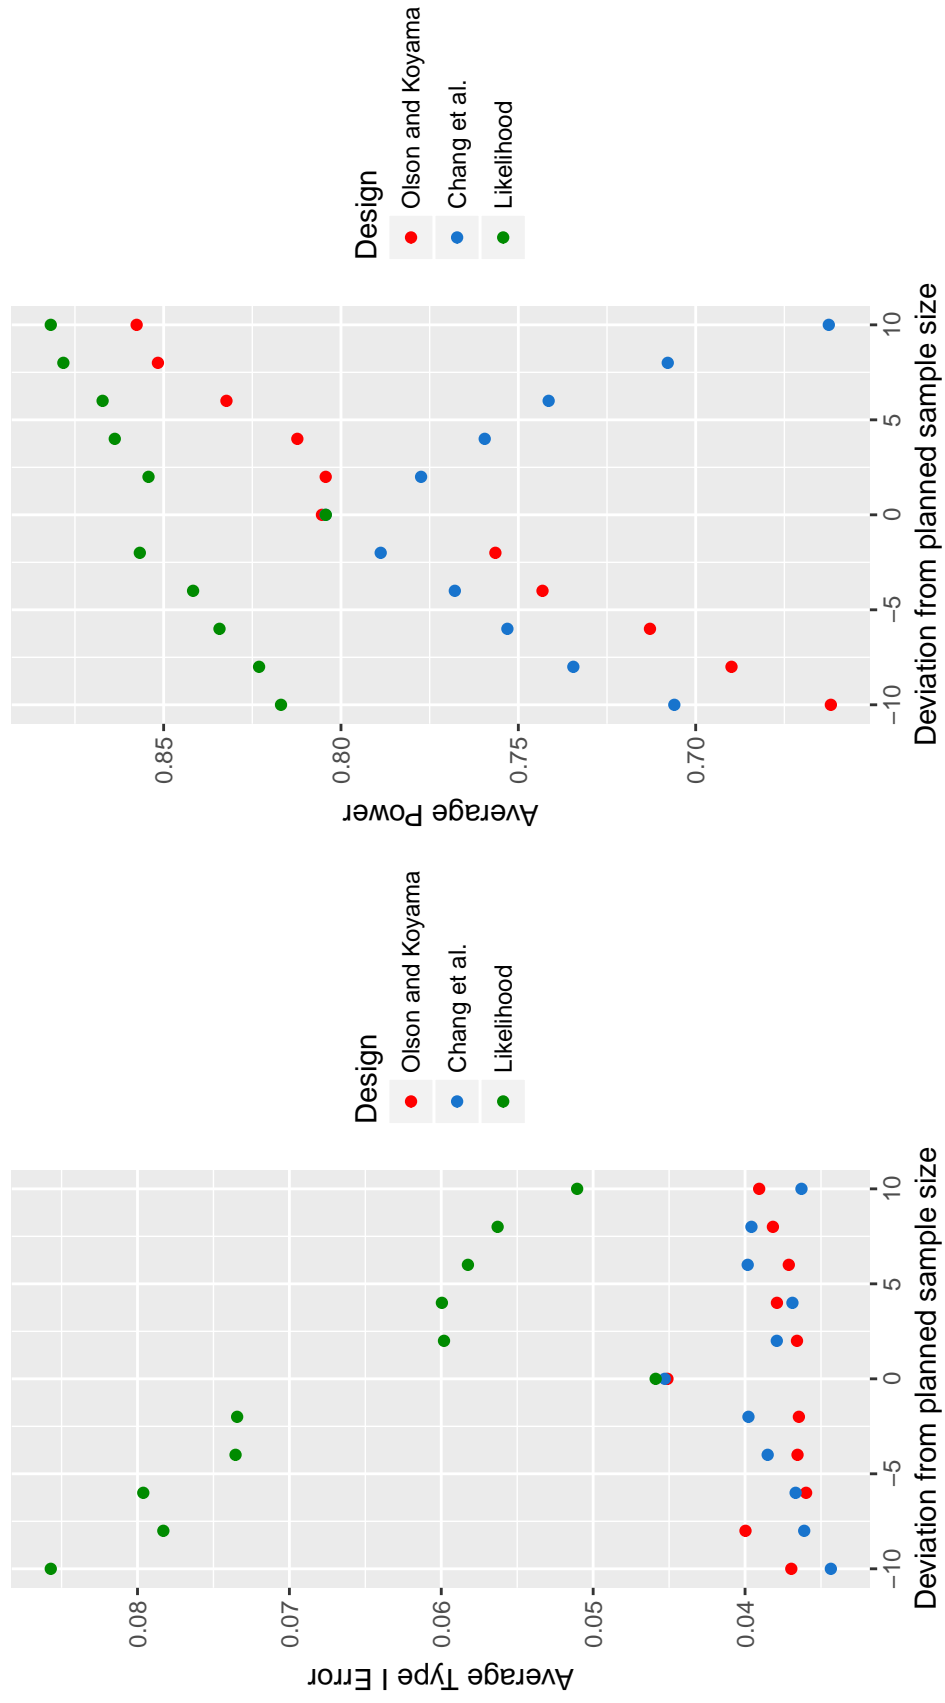 Average Type I Error
0.08
0.07
0.06
0.05
0.04
−10
−5
0
5
10
Deviation from planned sample size
Design
Olson and Koyama
Chang et al.
Likelihood
Average Power
0.85
0.80
0.75
0.70
−10
−5
0
5
10
Deviation from planned sample size
Design
Olson and Koyama
Chang et al.
Likelihood